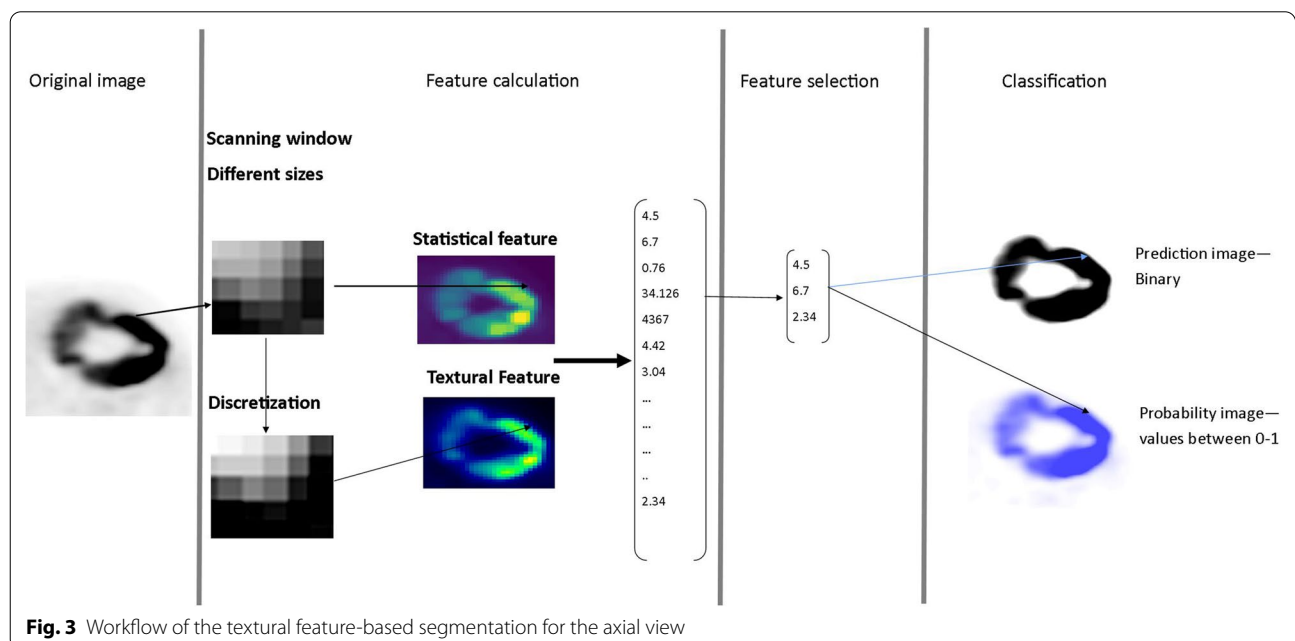 Original image
Feature calculation
Feature selection
Classification
Scanning window
Different sizes
Statistical feature
Discretization
Textural Feature
4.5
6.7
0.76
34.126
4367
4.42
3.04
...
...
...
..
2.34
4.5
6.7
2.34
Prediction image—
Binary
Probability image—
values between 0-1
Fig. 3 Workflow of the textural feature-based segmentation for the axial view